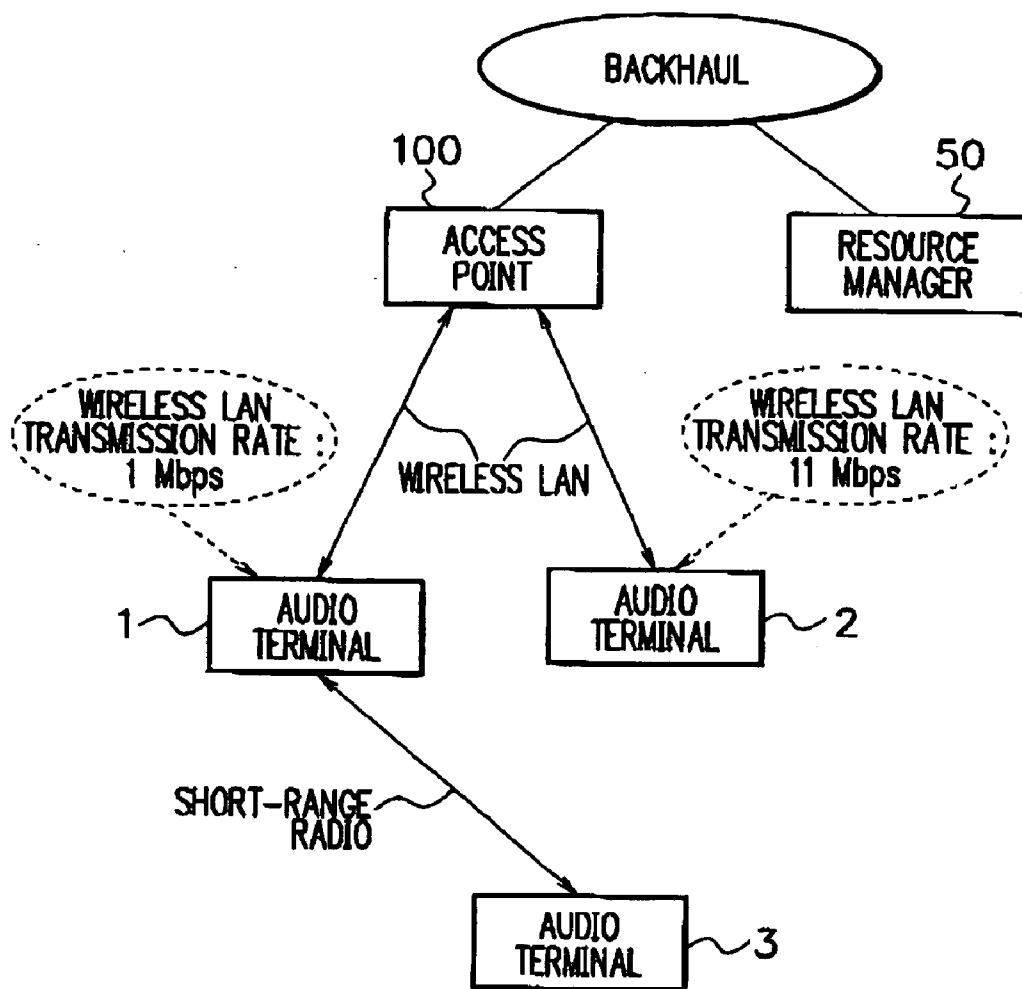 BACKHAUL
100
50
ACCESS
POINT
RESOURCE
MANAGER
WIRELESS LAN
TRANSMISSION RATE :
1 Mbps
WIRELESS LAN
WIRELESS LAN
TRANSMISSION RATE :
11 Mbps
1
AUDIO
TERMINAL
AUDIO
TERMINAL
2
SHORT-RANGE
RADIO
AUDIO
TERMINAL
3